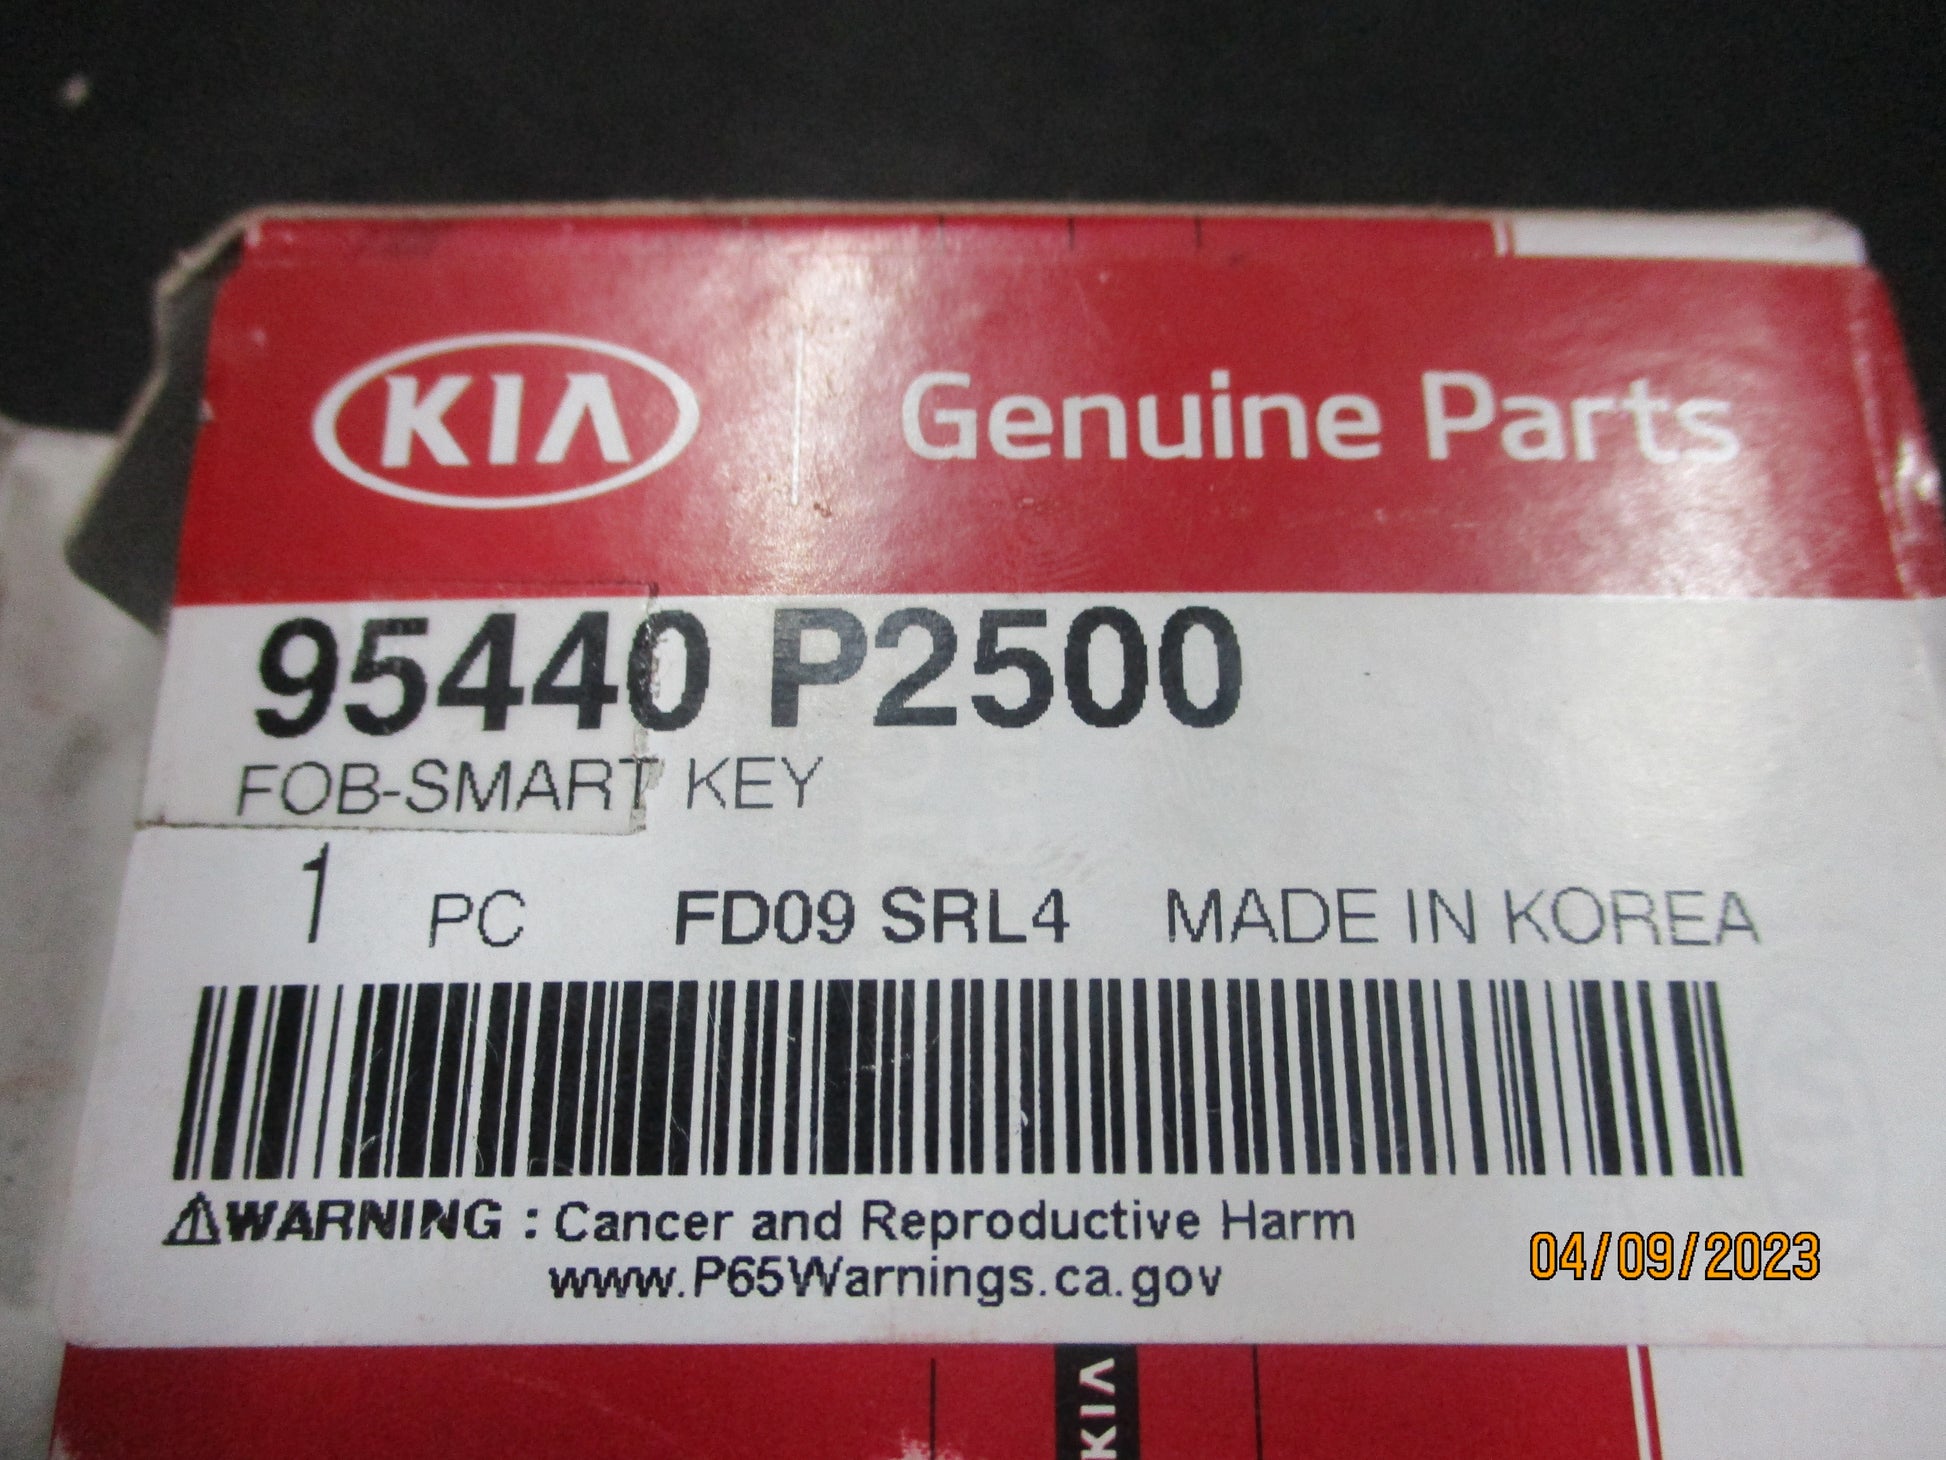 KIA Genuine Parts
95440 P2500
FOB-SMART KEY
1 PC FD09 SRL4 MADE IN KOREA
WARNING : Cancer and Reproductive Harm
www.P65Warnings.ca.gov
04/09/2023
KIA